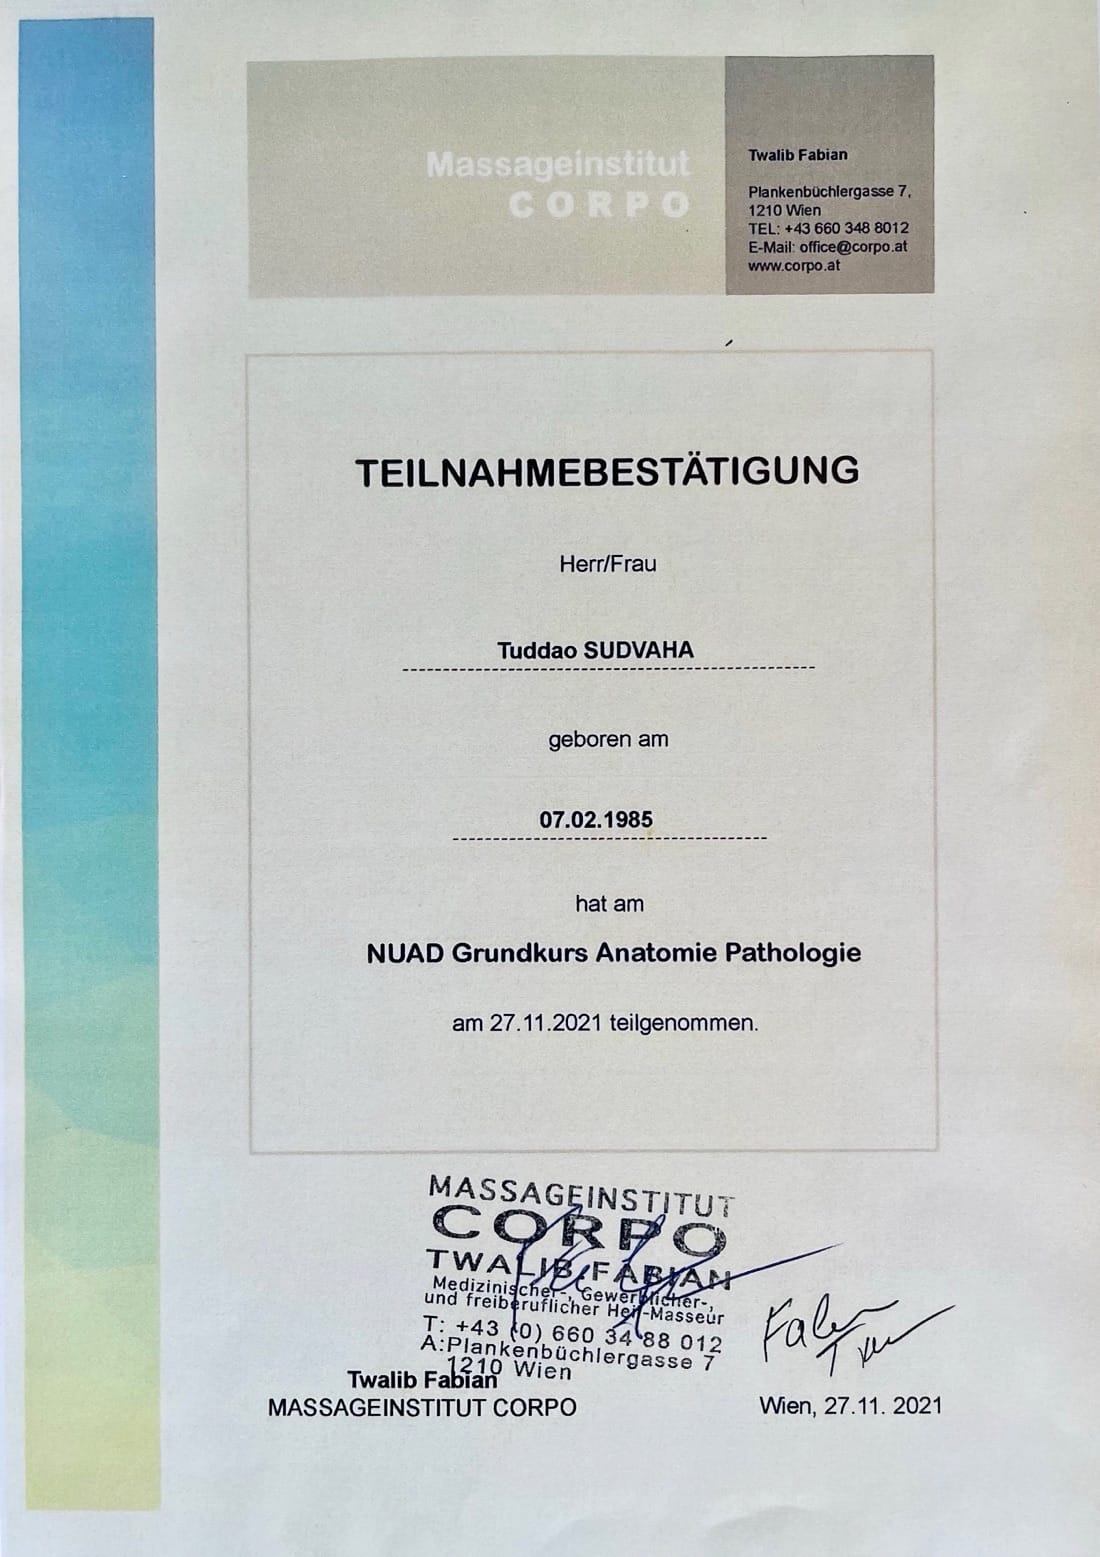 Massageinstitut
CORPO
Twalib Fabian
Plankenbüchlergasse 7,
1210 Wien
TEL: +43 660 348 8012
E-Mail: office@corpo.at
www.corpo.at
TEILNAHMEBESTÄTIGUNG
Herr/Frau
Tuddao SUDVAHA
geboren am
07.02.1985
hat am
NUAD Grundkurs Anatomie Pathologie
am 27.11.2021 teilgenommen.
MASSAGEINSTITUT
CORPO
TWALIB FABIAN
Medizinischer-, Gewerblicher-,
und freiberuflicher Heil-Masseur
T: +43 (0) 660 34 88 012
A:Plankenbüchlergasse 7
1210 Wien
Twalib Fabian
MASSAGEINSTITUT CORPO
Wien, 27.11. 2021